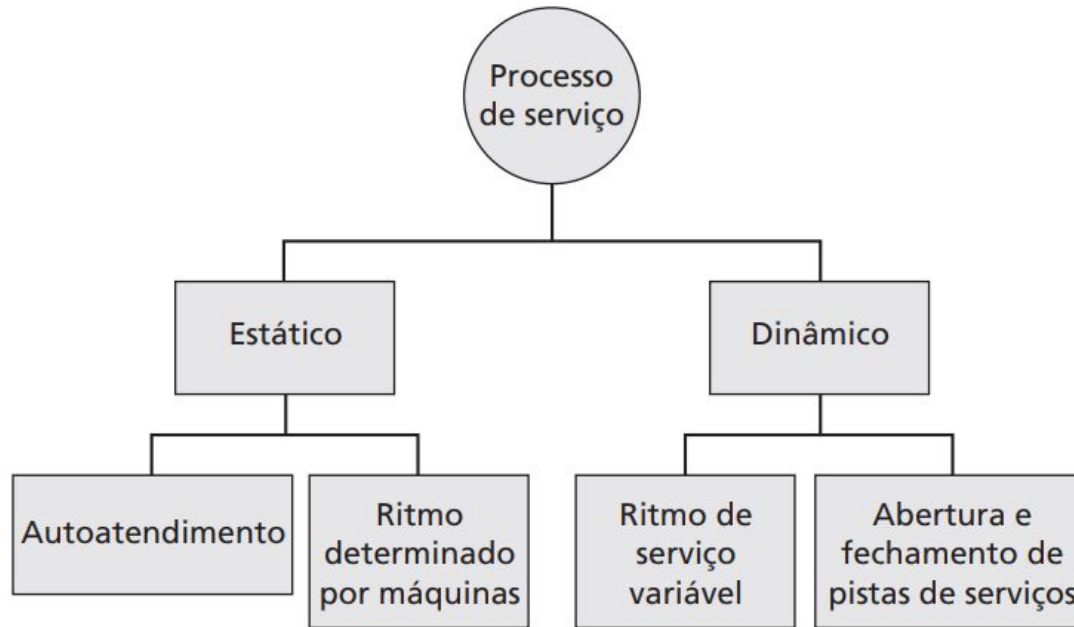 Processo
de serviço
Estático
Dinâmico
Autoatendimento
Ritmo
determinado
por máquinas
Ritmo de
serviço
variável
Abertura e
fechamento de
pistas de serviços